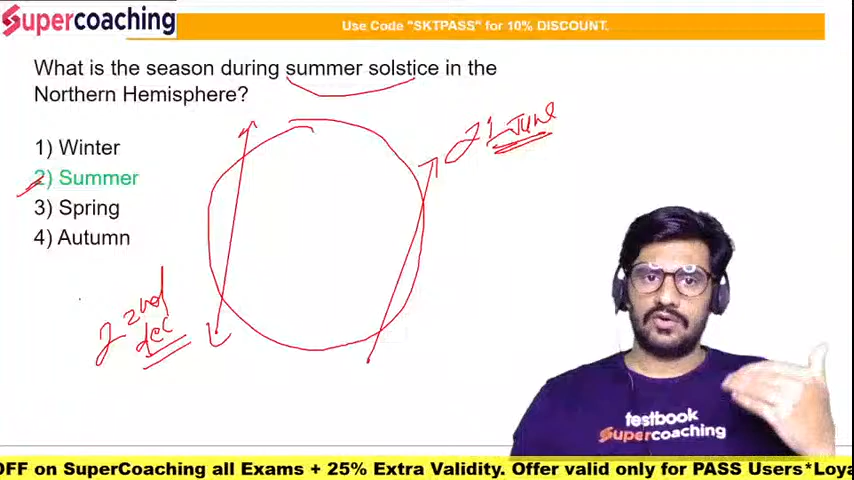 Supercoaching
Use Code "SKTPASS" for 10% DISCOUNT.
What is the season during summer solstice in the
Northern Hemisphere?
1) Winter
2) Summer
3) Spring
4) Autumn
21 June
22nd
dec
testbook
Supercoaching
OFF on SuperCoaching all Exams + 25% Extra Validity. Offer valid only for PASS Users*Loya